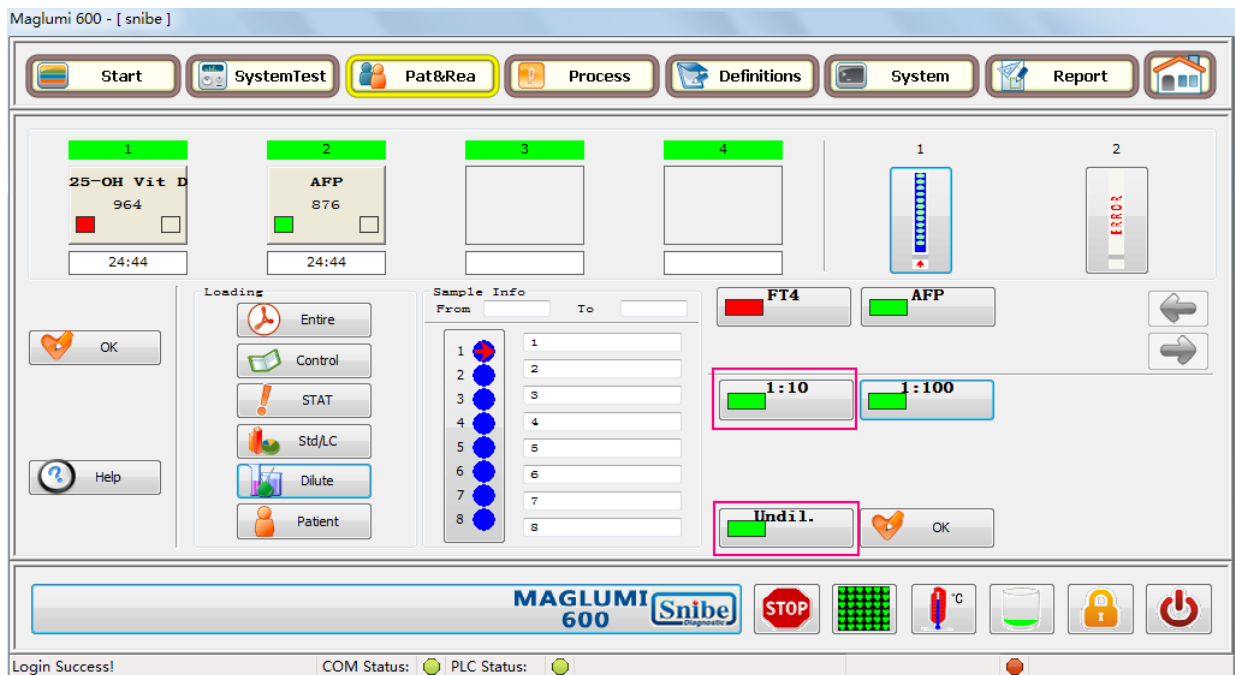 Maglumi 600 - [ snibe ]
Start SystemTest Pat&Rea Process Definitions System Report
1 2 3 4 1 2
25-OH Vit D AFP
964 876
ERROR
24:44 24:44
Loading Sample Info FT4 AFP
From To
Entire
OK 1 1
Control 2 2
STAT 3 3
1:10 1:100
4 4
Std/LC 5 5
Help Dilute 6 6
7 7
Patient 8 8
Undil. OK
MAGLUMI
600
Snibe
Diagnostic
STOP
°C
Login Success! COM Status: PLC Status: